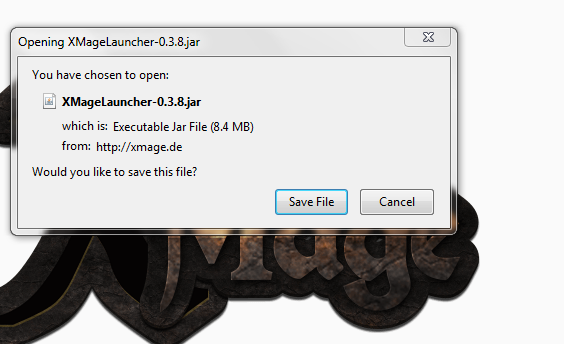 Opening XMageLauncher-0.3.8.jar
You have chosen to open:
XMageLauncher-0.3.8.jar
which is: Executable Jar File (8.4 MB)
from: http://xmage.de
Would you like to save this file?
Save File Cancel
XMage